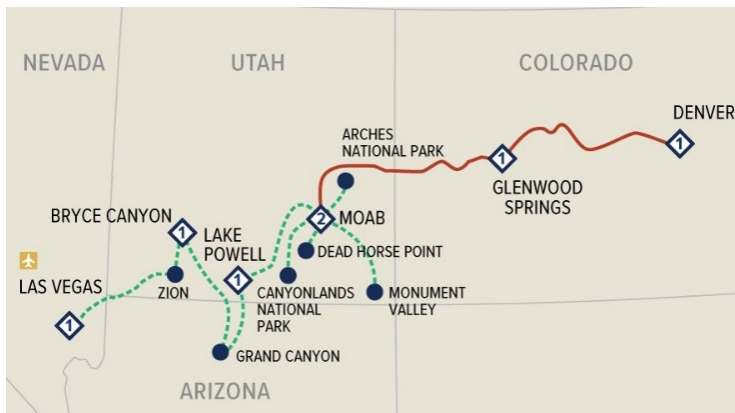 NEVADA
UTAH
COLORADO
DENVER
ARCHES
NATIONAL PARK
1
1
GLENWOOD
SPRINGS
BRYCE CANYON
1
LAKE
POWELL
2
MOAB
DEAD HORSE POINT
LAS VEGAS
1
ZION
1
CANYONLANDS
NATIONAL
PARK
MONUMENT
VALLEY
GRAND CANYON
ARIZONA